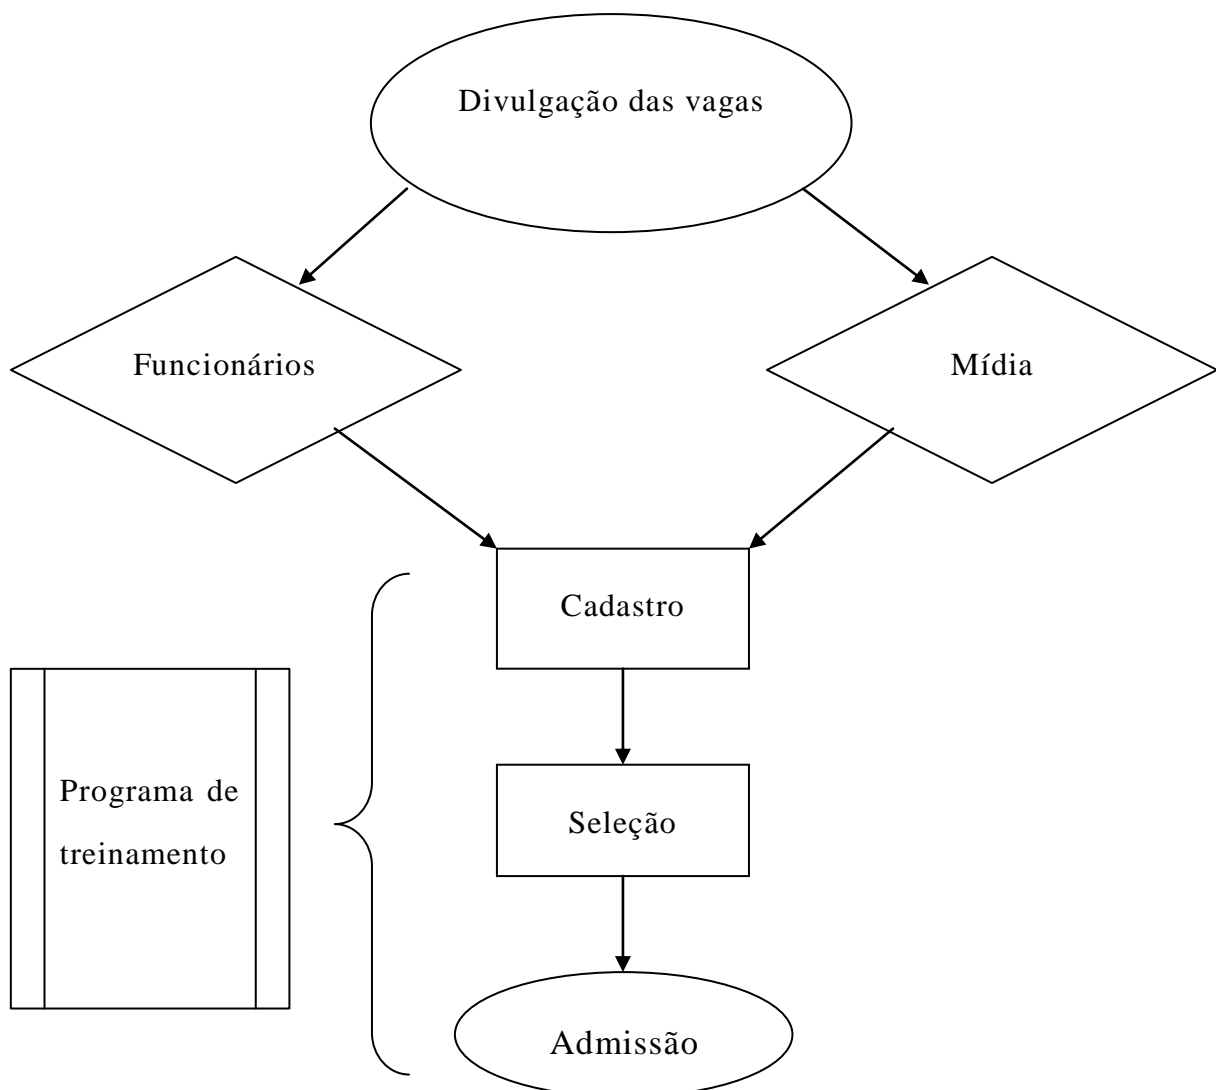 Divulgação das vagas
Funcionários
Mídia
Cadastro
Programa de
treinamento
Seleção
Admissão